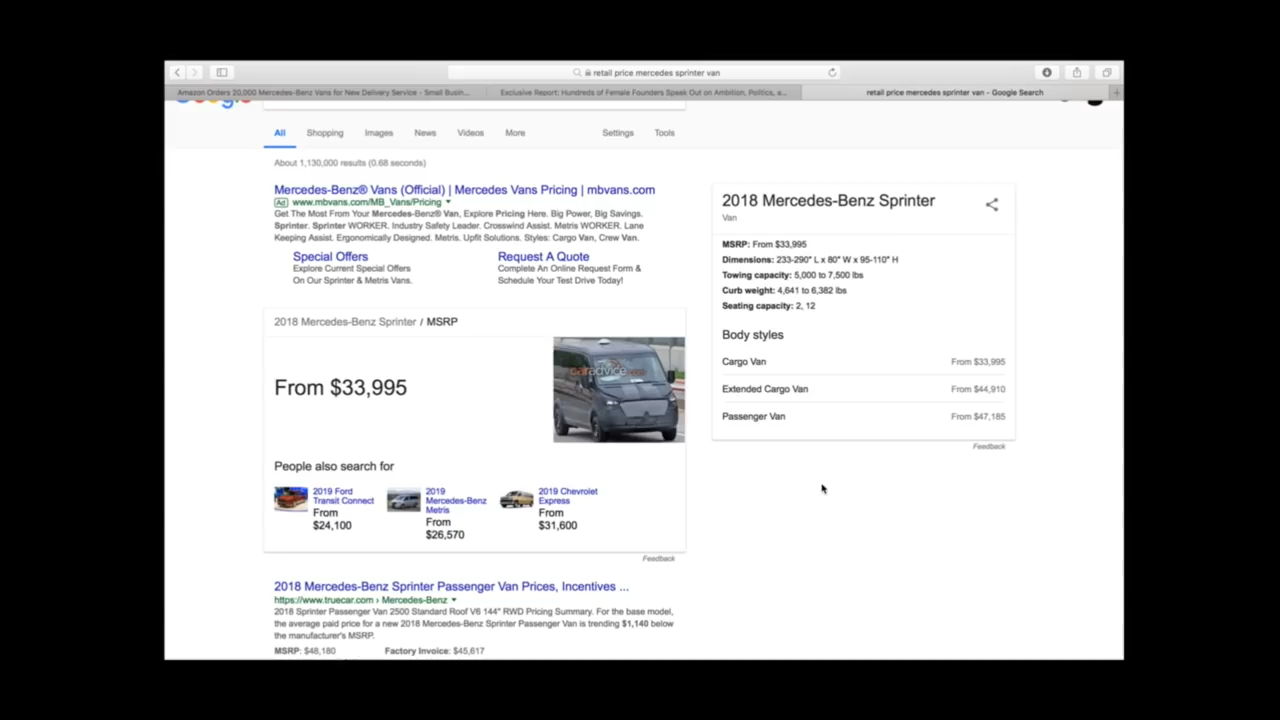 retail price mercedes sprinter van
Amazon Orders 20,000 Mercedes-Benz Vans for New Delivery Service - Small Busin...
Exclusive Report: Hundreds of Female Founders Speak Out on Ambition, Politics, a...
retail price mercedes sprinter van - Google Search
All Shopping Images News Videos More Settings Tools
About 1,130,000 results (0.68 seconds)
Mercedes-Benz® Vans (Official) | Mercedes Vans Pricing | mbvans.com
Ad www.mbvans.com/MB_Vans/Pricing
Get The Most From Your Mercedes-Benz® Van, Explore Pricing Here. Big Power, Big Savings.
Sprinter. Sprinter WORKER. Industry Safety Leader. Crosswind Assist. Metris WORKER. Lane
Keeping Assist. Ergonomically Designed. Metris. Upfit Solutions. Styles: Cargo Van, Crew Van.
Special Offers
Explore Current Special Offers
On Our Sprinter & Metris Vans.
Request A Quote
Complete An Online Request Form &
Schedule Your Test Drive Today!
2018 Mercedes-Benz Sprinter / MSRP
From $33,995
caradvice
People also search for
2019 Ford
Transit Connect
From
$24,100
2019
Mercedes-Benz
Metris
From
$26,570
2019 Chevrolet
Express
From
$31,600
Feedback
2018 Mercedes-Benz Sprinter Passenger Van Prices, Incentives ...
https://www.truecar.com › Mercedes-Benz
2018 Sprinter Passenger Van 2500 Standard Roof V6 144" RWD Pricing Summary. For the base model,
the average paid price for a new 2018 Mercedes-Benz Sprinter Passenger Van is trending $1,140 below
the manufacturer's MSRP.
MSRP: $48,180 Factory Invoice: $45,617
2018 Mercedes-Benz Sprinter
Van
MSRP: From $33,995
Dimensions: 233-290" L x 80" W x 95-110" H
Towing capacity: 5,000 to 7,500 lbs
Curb weight: 4,641 to 6,382 lbs
Seating capacity: 2, 12
Body styles
Cargo Van From $33,995
Extended Cargo Van From $44,910
Passenger Van From $47,185
Feedback